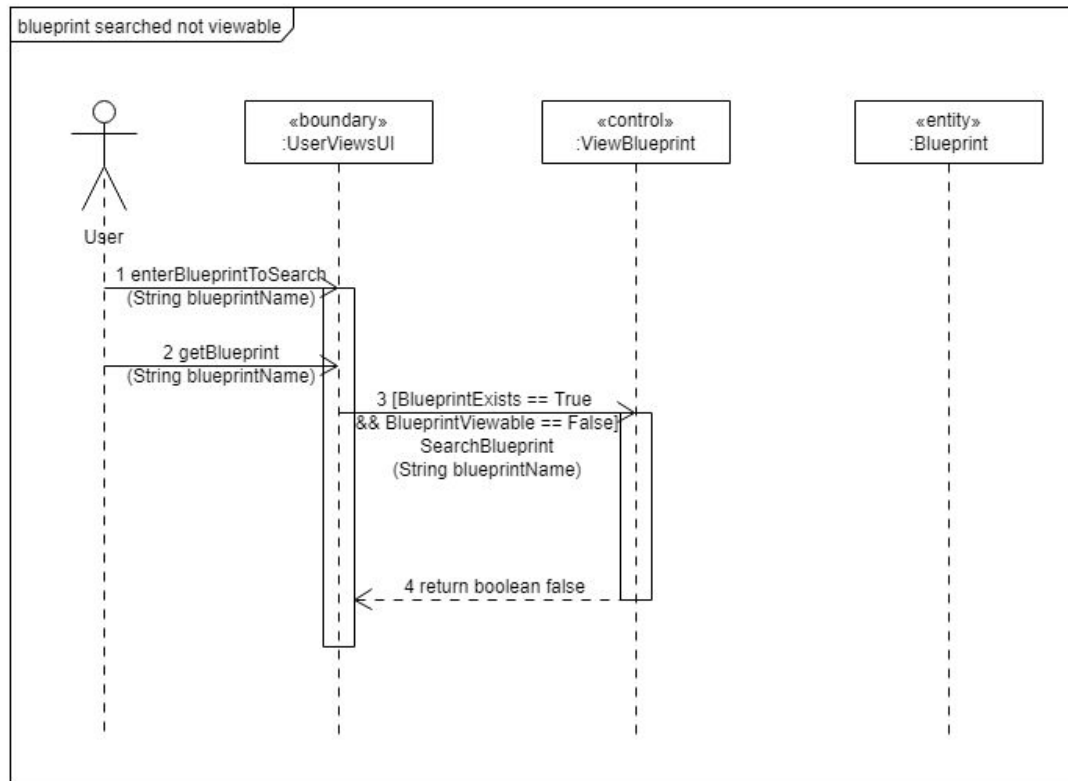 blueprint searched not viewable
«boundary»
:UserViewsUI
«control»
:ViewBlueprint
«entity»
:Blueprint
User
1 enterBlueprintToSearch
(String blueprintName)
2 getBlueprint
(String blueprintName)
3 [BlueprintExists == True
&& BlueprintViewable == False]
SearchBlueprint
(String blueprintName)
4 return boolean false